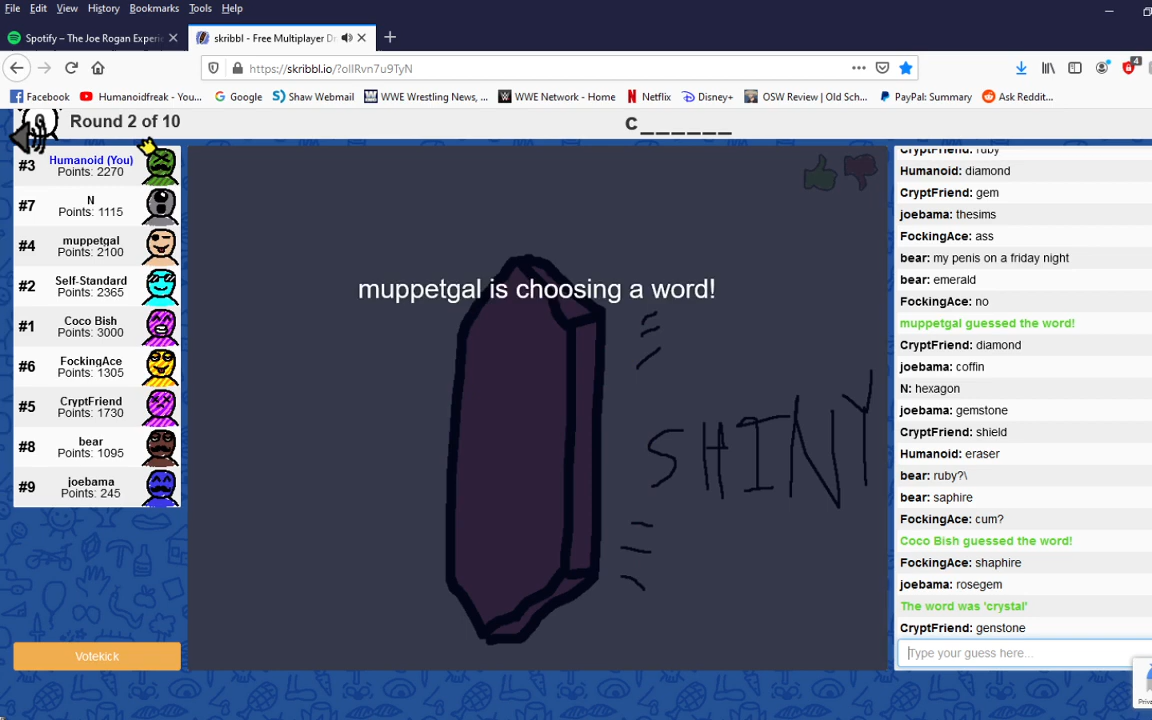 File Edit View History Bookmarks Tools Help
Spotify – The Joe Rogan Experi
skribbl - Free Multiplayer Dr
https://skribbl.io/?olIRvn7u9TyN
4
Facebook Humanoidfreak - You... Google Shaw Webmail WWE Wrestling News, ... WWE Network - Home Netflix Disney+ OSW Review | Old Sch... PayPal: Summary Ask Reddit...
0 Round 2 of 10 c______
#3 Humanoid (You)
Points: 2270
#7 N
Points: 1115
#4 muppetgal
Points: 2100
#2 Self-Standard
Points: 2365
#1 Coco Bish
Points: 3000
#6 FockingAce
Points: 1305
#5 CryptFriend
Points: 1730
#8 bear
Points: 1095
#9 joebama
Points: 245
Votekick
muppetgal is choosing a word!
SHINY
CryptFriend: ruby
Humanoid: diamond
CryptFriend: gem
joebama: thesims
FockingAce: ass
bear: my penis on a friday night
bear: emerald
FockingAce: no
muppetgal guessed the word!
CryptFriend: diamond
joebama: coffin
N: hexagon
joebama: gemstone
CryptFriend: shield
Humanoid: eraser
bear: ruby?\
bear: saphire
FockingAce: cum?
Coco Bish guessed the word!
FockingAce: shaphire
joebama: rosegem
The word was 'crystal'
CryptFriend: genstone
Type your guess here...